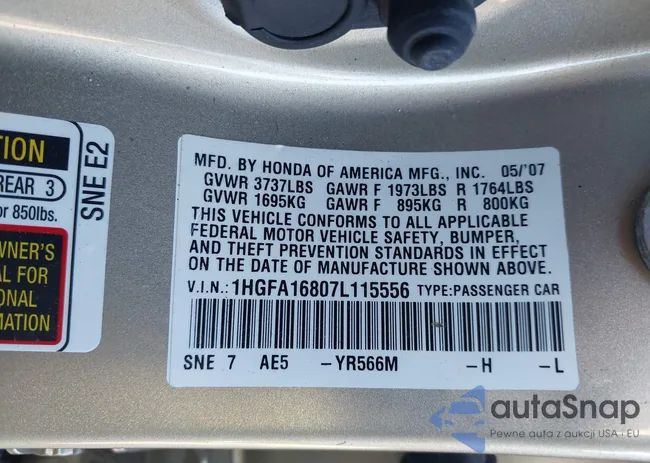 TION
REAR 3
or 850lbs.
OWNER'S
AL FOR
ONAL
MATION
SNE E2
MFD. BY HONDA OF AMERICA MFG., INC. 05/'07
GVWR 3737LBS GAWR F 1973LBS R 1764LBS
GVWR 1695KG GAWR F 895KG R 800KG
THIS VEHICLE CONFORMS TO ALL APPLICABLE
FEDERAL MOTOR VEHICLE SAFETY, BUMPER,
AND THEFT PREVENTION STANDARDS IN EFFECT
ON THE DATE OF MANUFACTURE SHOWN ABOVE.
V.I.N.: 1HGFA16807L115556 TYPE:PASSENGER CAR
SNE 7 AE5 -YR566M -H -L
autaSnap
Pewne auta z aukcji USA i EU